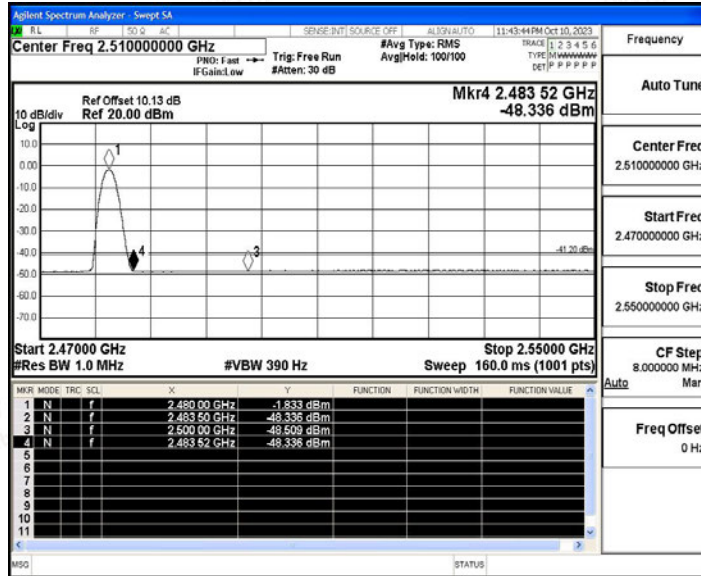 Agilent Spectrum Analyzer - Swept SA
RL RF 50 Ω AC SENSE:INT SOURCE OFF ALIGN AUTO 11:43:44 PM Oct 10, 2023
Center Freq 2.510000000 GHz
PNO: Fast
IFGain:Low
Trig: Free Run
#Atten: 30 dB
#Avg Type: RMS
Avg|Hold: 100/100
TRACE 1 2 3 4 5 6
TYPE MWWWWW
DET P P P P P P
Ref Offset 10.13 dB
Mkr4 2.483 52 GHz
10 dB/div Ref 20.00 dBm -48.336 dBm
Log
10.0
0.00
-10.0
-20.0
-30.0
-40.0
-50.0
-60.0
-70.0
1
4
3
-41.20 dBm
Start 2.47000 GHz Stop 2.55000 GHz
#Res BW 1.0 MHz #VBW 390 Hz Sweep 160.0 ms (1001 pts)
MKR MODE TRC SCL X Y FUNCTION FUNCTION WIDTH FUNCTION VALUE
1 N f 2.480 00 GHz -1.833 dBm
2 N f 2.483 50 GHz -48.336 dBm
3 N f 2.500 00 GHz -48.509 dBm
4 N f 2.483 52 GHz -48.336 dBm
5
6
7
8
9
10
11
MSG STATUS
Frequency
Auto Tune
Center Freq
2.510000000 GHz
Start Freq
2.470000000 GHz
Stop Freq
2.550000000 GHz
CF Step
8.000000 MHz
Auto Man
Freq Offset
0 Hz